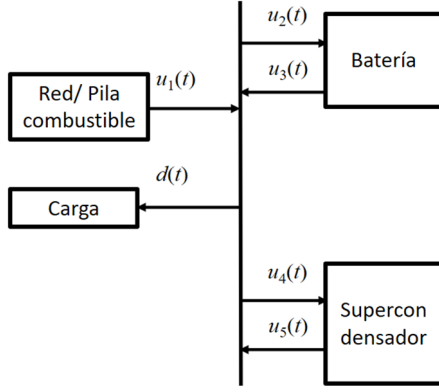 u₂(t)
Batería
u₃(t)
Red/ Pila
combustible
u₁(t)
d(t)
Carga
u₄(t)
Supercon
densador
u₅(t)